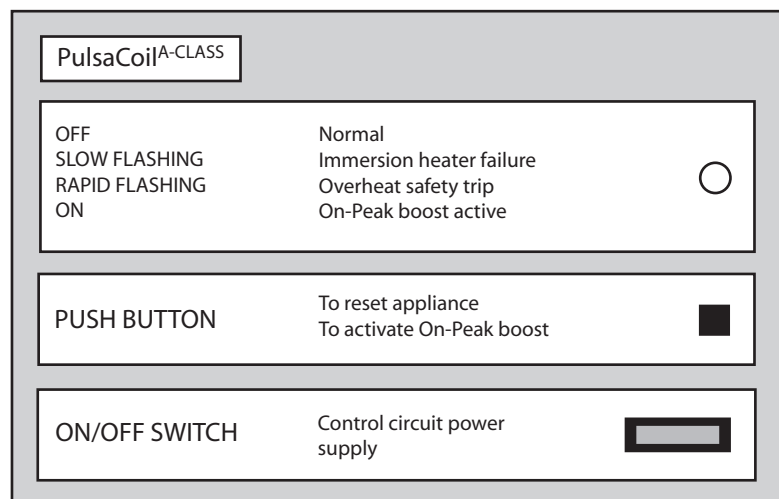 PulsaCoil A-CLASS
OFF Normal
SLOW FLASHING Immersion heater failure
RAPID FLASHING Overheat safety trip
ON On-Peak boost active
PUSH BUTTON To reset appliance
To activate On-Peak boost
ON/OFF SWITCH Control circuit power
supply